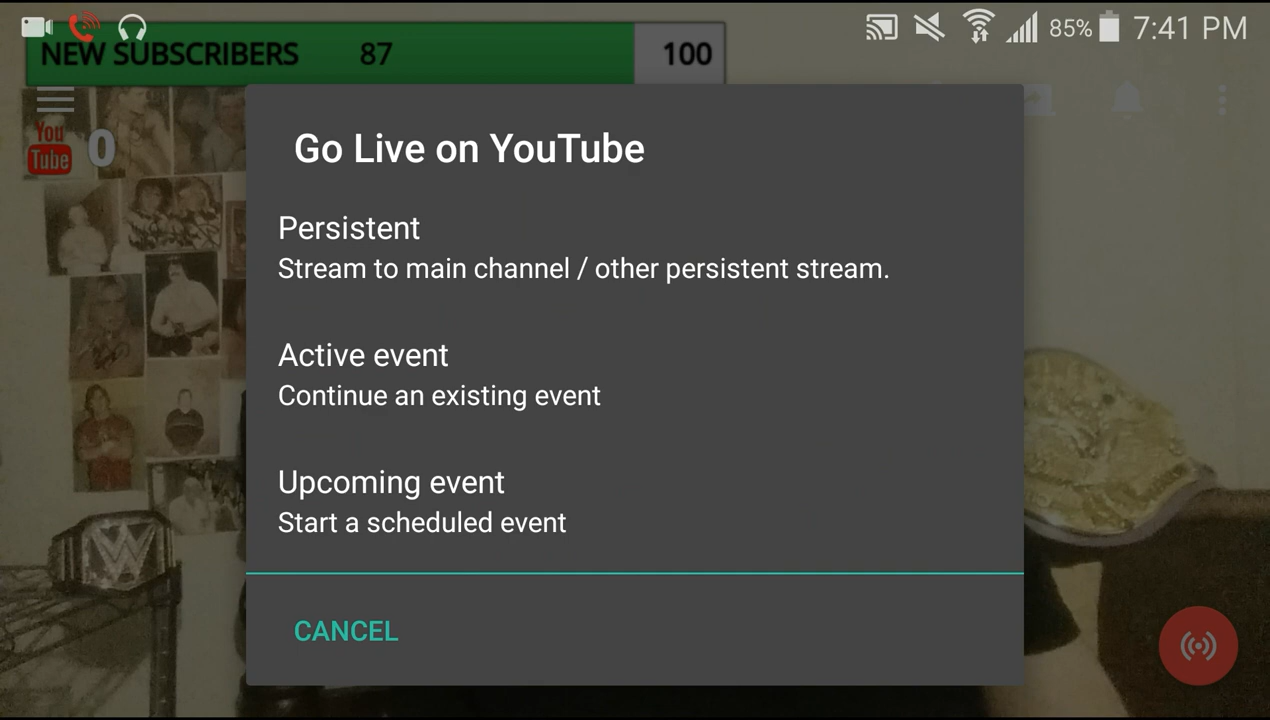 85% 7:41 PM
NEW SUBSCRIBERS 87 100
You
Tube 0
Go Live on YouTube
Persistent
Stream to main channel / other persistent stream.
Active event
Continue an existing event
Upcoming event
Start a scheduled event
W
CANCEL